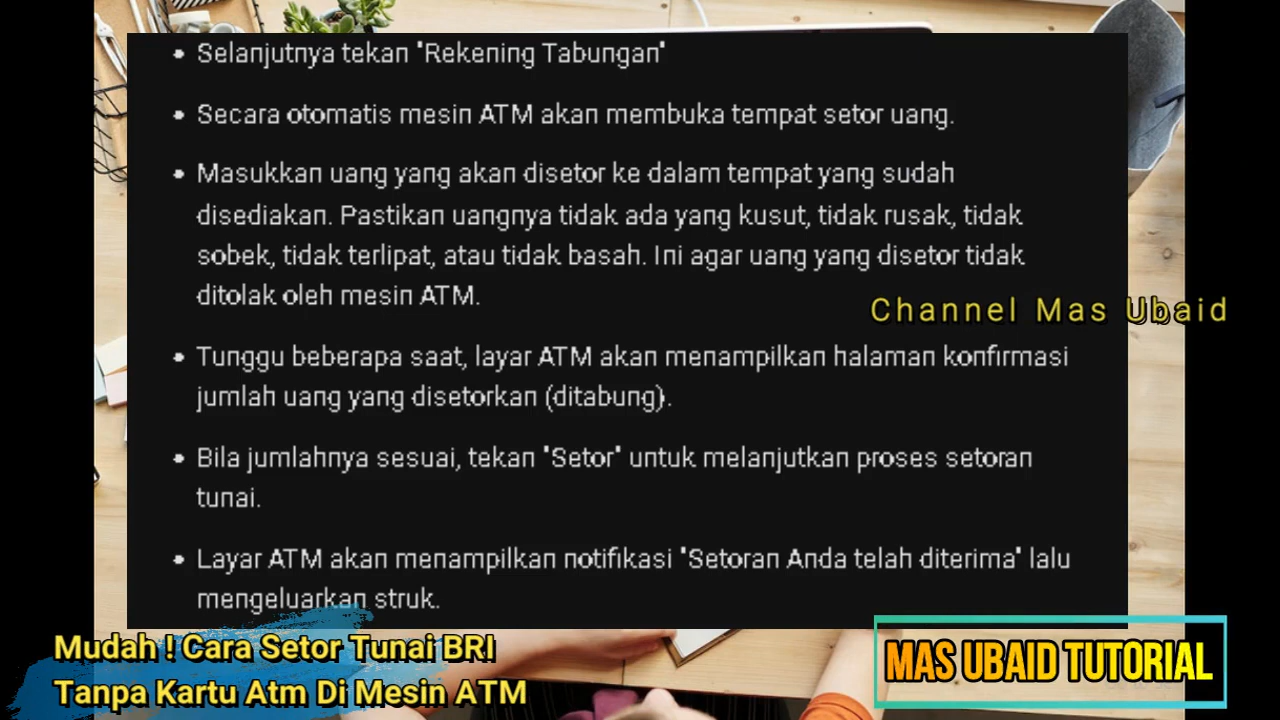 • Selanjutnya tekan "Rekening Tabungan"
• Secara otomatis mesin ATM akan membuka tempat setor uang.
• Masukkan uang yang akan disetor ke dalam tempat yang sudah
disediakan. Pastikan uangnya tidak ada yang kusut, tidak rusak, tidak
sobek, tidak terlipat, atau tidak basah. Ini agar uang yang disetor tidak
ditolak oleh mesin ATM.
Channel Mas Ubaid
• Tunggu beberapa saat, layar ATM akan menampilkan halaman konfirmasi
jumlah uang yang disetorkan (ditabung).
• Bila jumlahnya sesuai, tekan "Setor" untuk melanjutkan proses setoran
tunai.
• Layar ATM akan menampilkan notifikasi "Setoran Anda telah diterima" lalu
mengeluarkan struk.
Mudah ! Cara Setor Tunai BRI
Tanpa Kartu Atm Di Mesin ATM
MAS UBAID TUTORIAL